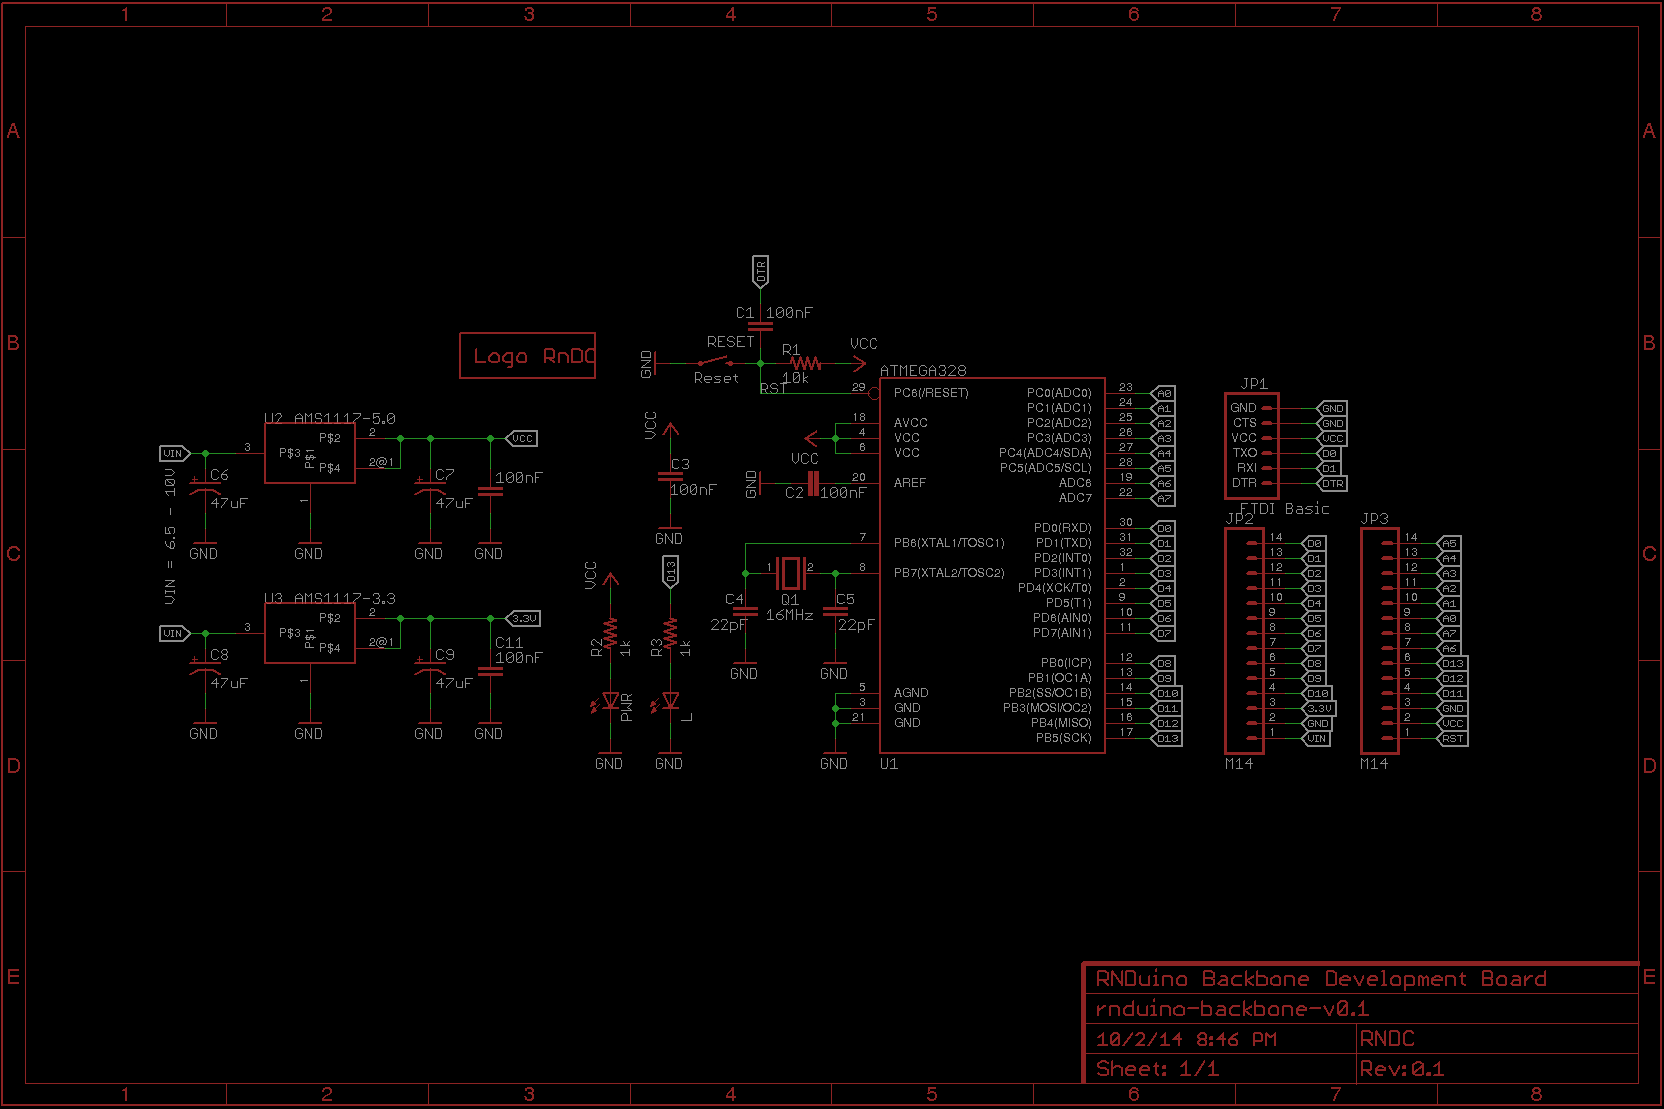 1 2 3 4 5 6 7 8
A A
B B
C C
D D
E E
1 2 3 4 5 6 7 8
DTR
C1 100nF
RESET
Reset
GND
R1
10k
VCC
RST
Logo RnDC
U2 AMS1117-5.0
VIN
3
P$3
P$1
P$2
P$4
2
2@1
1
VCC
C6
47uF
C7
47uF
100nF
GND GND GND GND
VIN = 6.5 - 10V
U3 AMS1117-3.3
VIN
3
P$3
P$1
P$2
P$4
2
2@1
1
3.3V
C8
47uF
C9
47uF
C11
100nF
GND GND GND GND
VCC
C3
100nF
GND
VCC
R2
1k
PWR
GND
D13
R3
1k
L
GND
VCC
GND
C2 100nF
1 2
Q1
16MHz
C4
22pF
C5
22pF
GND GND
GND
ATMEGA328
29 PC6(/RESET)
18 AVCC
4 VCC
6 VCC
20 AREF
7 PB6(XTAL1/TOSC1)
8 PB7(XTAL2/TOSC2)
5 AGND
3 GND
21 GND
PC0(ADC0) 23 A0
PC1(ADC1) 24 A1
PC2(ADC2) 25 A2
PC3(ADC3) 26 A3
PC4(ADC4/SDA) 27 A4
PC5(ADC5/SCL) 28 A5
ADC6 19 A6
ADC7 22 A7
PD0(RXD) 30 D0
PD1(TXD) 31 D1
PD2(INT0) 32 D2
PD3(INT1) 1 D3
PD4(XCK/T0) 2 D4
PD5(T1) 9 D5
PD6(AIN0) 10 D6
PD7(AIN1) 11 D7
PB0(ICP) 12 D8
PB1(OC1A) 13 D9
PB2(SS/OC1B) 14 D10
PB3(MOSI/OC2) 15 D11
PB4(MISO) 16 D12
PB5(SCK) 17 D13
U1
JP1
GND GND
CTS GND
VCC VCC
TXO D0
RXI D1
DTR DTR
FTDI Basic
JP2
14 D0
13 D1
12 D2
11 D3
10 D4
9 D5
8 D6
7 D7
6 D8
5 D9
4 D10
3 3.3V
2 GND
1 VIN
M14
JP3
14 A5
13 A4
12 A3
11 A2
10 A1
9 A0
8 A7
7 A6
6 D13
5 D12
4 D11
3 GND
2 VCC
1 RST
M14
RNDuino Backbone Development Board
rnduino-backbone-v0.1
10/2/14 8:46 PM RNDC
Sheet: 1/1 Rev:0.1